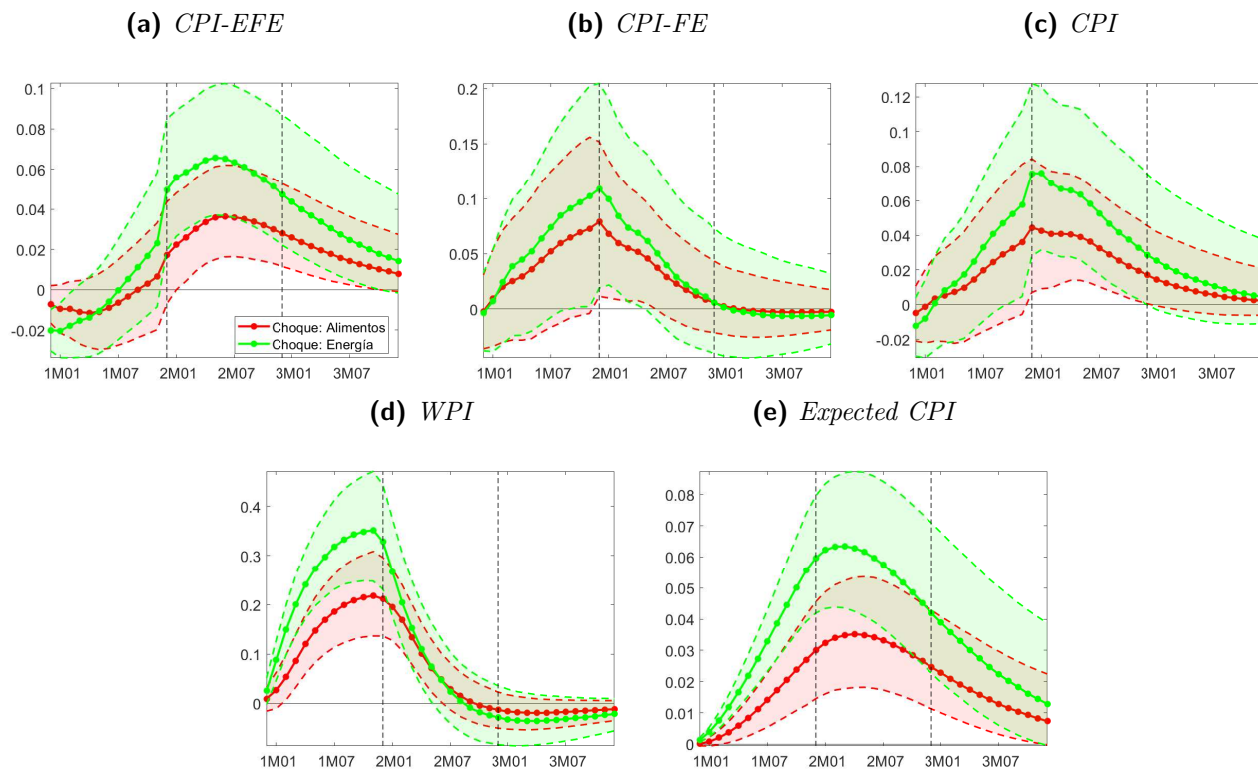 (a) CPI-EFE
(b) CPI-FE
(c) CPI
0.1
0.08
0.06
0.04
0.02
0
-0.02
Choque: Alimentos
Choque: Energía
1M01 1M07 2M01 2M07 3M01 3M07
0.2
0.15
0.1
0.05
0
1M01 1M07 2M01 2M07 3M01 3M07
0.12
0.1
0.08
0.06
0.04
0.02
0
-0.02
1M01 1M07 2M01 2M07 3M01 3M07
(d) WPI
(e) Expected CPI
0.4
0.3
0.2
0.1
0
1M01 1M07 2M01 2M07 3M01 3M07
0.08
0.07
0.06
0.05
0.04
0.03
0.02
0.01
0
1M01 1M07 2M01 2M07 3M01 3M07